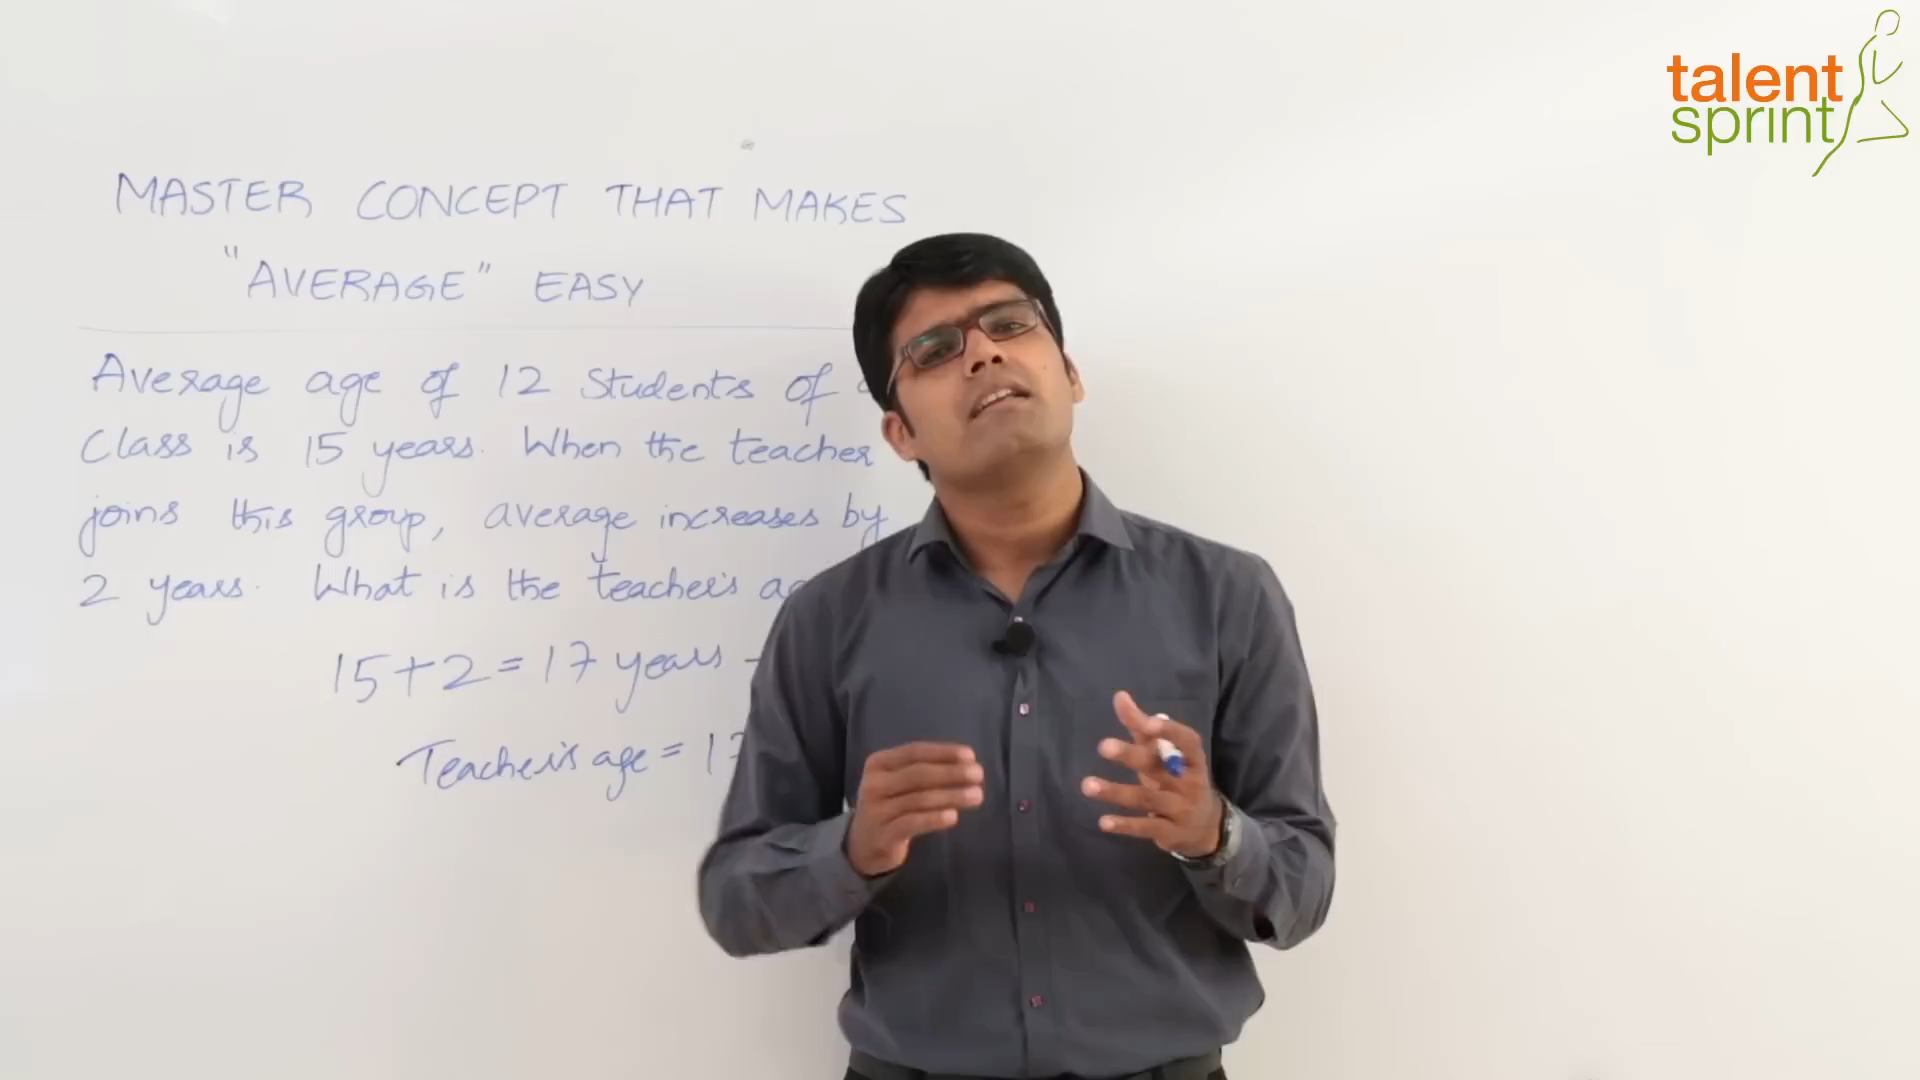 talent
sprint
MASTER CONCEPT THAT MAKES
"AVERAGE" EASY
Average age of 12 Students of
Class is 15 years. When the teacher
joins this group, average increases by
2 years. What is the teacher's
15+2=17 years -
Teacher's age = 17